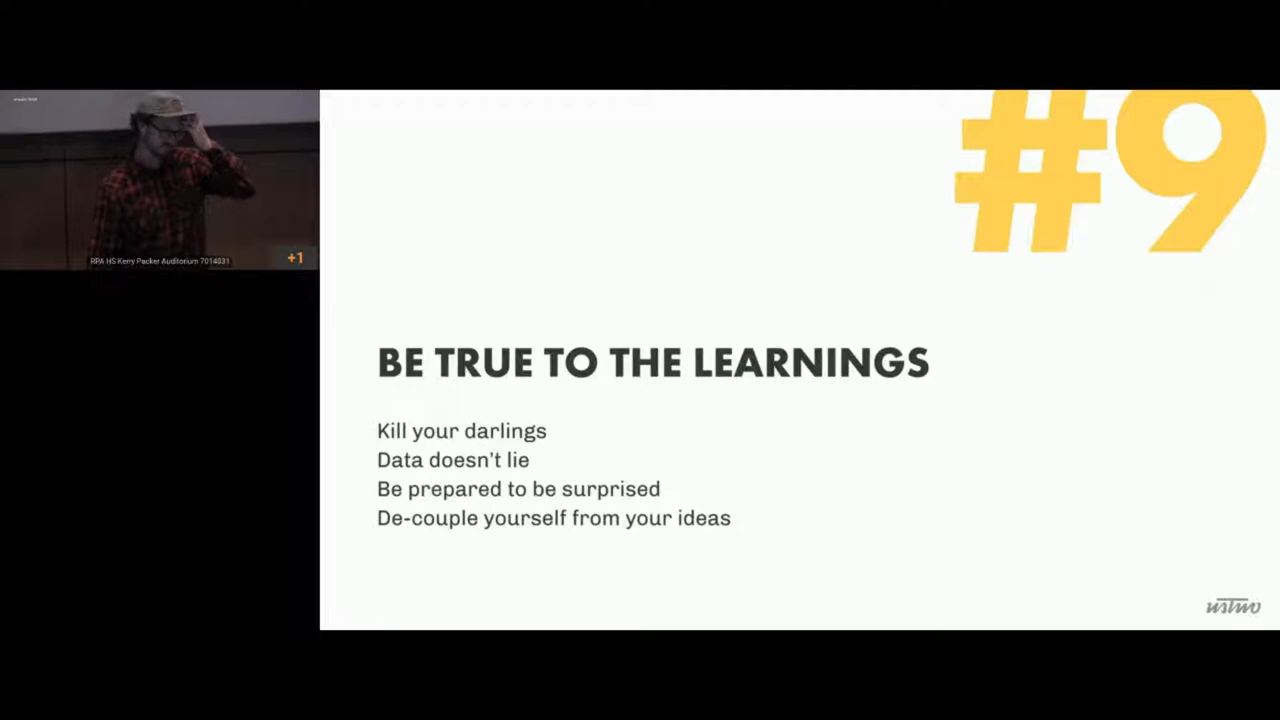 RPA HS Kerry Packer Auditorium 7014031
+1
#9
BE TRUE TO THE LEARNINGS
Kill your darlings
Data doesn't lie
Be prepared to be surprised
De-couple yourself from your ideas
ustwo